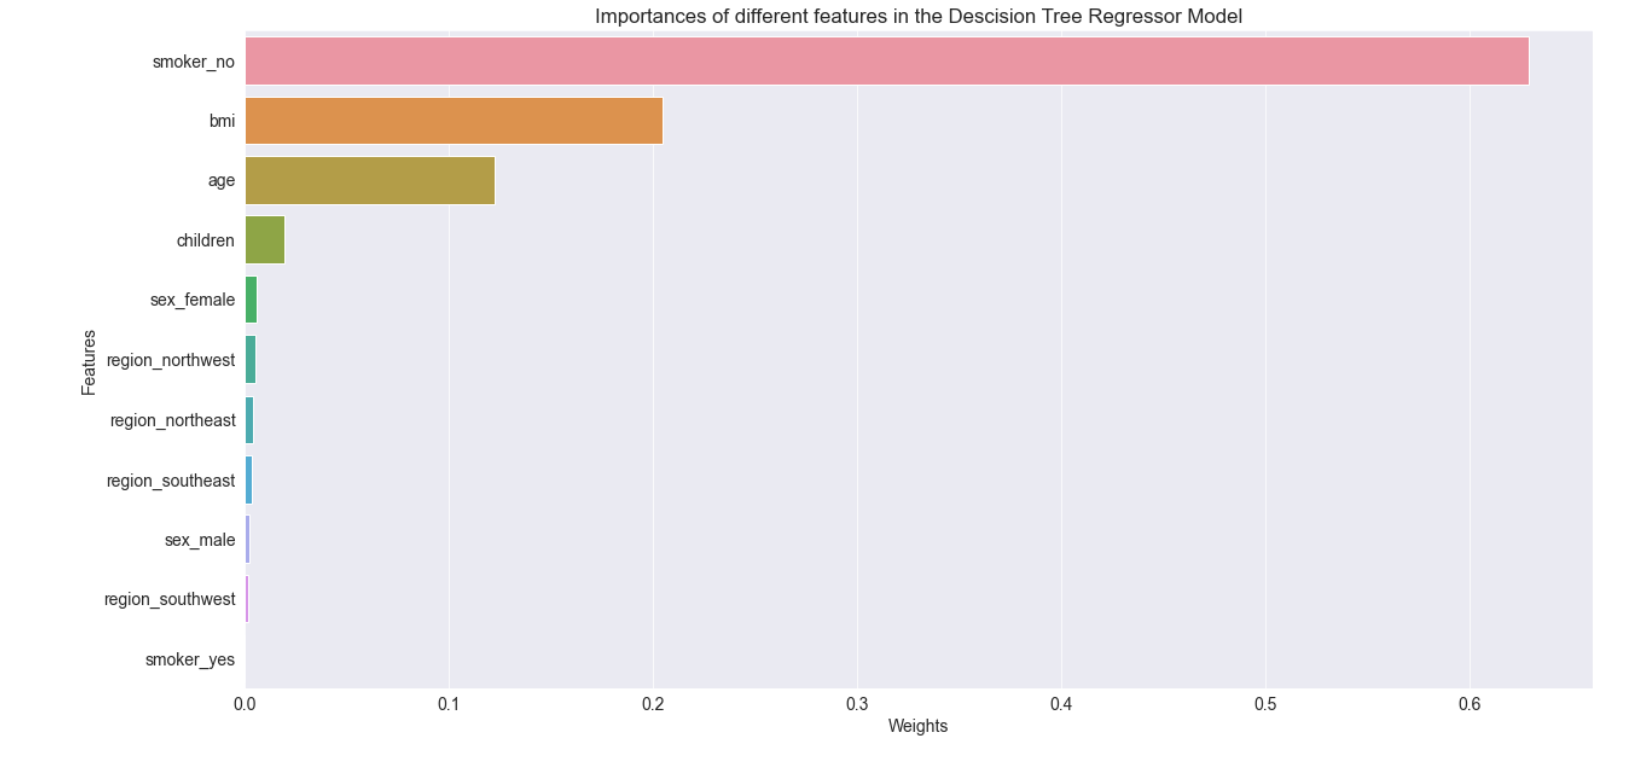 Importances of different features in the Descision Tree Regressor Model
smoker_no
bmi
age
children
sex_female
region_northwest
region_northeast
region_southeast
sex_male
region_southwest
smoker_yes
Features
0.0 0.1 0.2 0.3 0.4 0.5 0.6
Weights